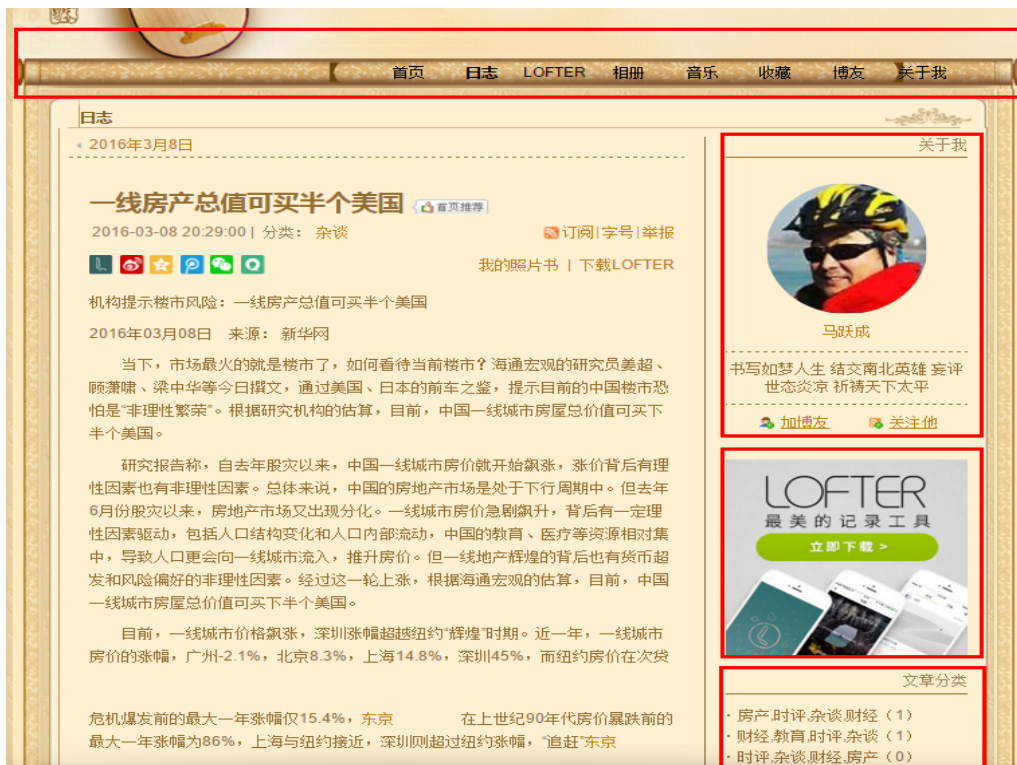 首页 日志 LOFTER 相册 音乐 收藏 博友 关于我
日志
2016年3月8日
一线房产总值可买半个美国 首页推荐
2016-03-08 20:29:00 | 分类： 杂谈 订阅|字号|举报
我的照片书 | 下载LOFTER
机构提示楼市风险：一线房产总值可买半个美国
2016年03月08日 来源： 新华网
当下，市场最火的就是楼市了，如何看待当前楼市？海通宏观的研究员姜超、
顾潇啸、梁中华等今日撰文，通过美国、日本的前车之鉴，提示目前的中国楼市恐
怕是“非理性繁荣”。根据研究机构的估算，目前，中国一线城市房屋总价值可买下
半个美国。
研究报告称，自去年股灾以来，中国一线城市房价就开始飙涨，涨价背后有理
性因素也有非理性因素。总体来说，中国的房地产市场是处于下行周期中。但去年
6月份股灾以来，房地产市场又出现分化。一线城市房价急剧飙升，背后有一定理
性因素驱动，包括人口结构变化和人口内部流动，中国的教育、医疗等资源相对集
中，导致人口更会向一线城市流入，推升房价。但一线地产辉煌的背后也有货币超
发和风险偏好的非理性因素。经过这一轮上涨，根据海通宏观的估算，目前，中国
一线城市房屋总价值可买下半个美国。
目前，一线城市价格飙涨，深圳涨幅超越纽约“辉煌”时期。近一年，一线城市
房价的涨幅，广州-2.1%，北京8.3%，上海14.8%，深圳45%，而纽约房价在次贷
危机爆发前的最大一年涨幅仅15.4%，东京 在上世纪90年代房价暴跌前的
最大一年涨幅为86%，上海与纽约接近，深圳则超过纽约涨幅，“追赶”东京
关于我
马跃成
书写如梦人生 结交南北英雄 妄评
世态炎凉 祈祷天下太平
加博友 关注他
LOFTER
最美的记录工具
立即下载 >
文章分类
· 房产,时评,杂谈,财经（1）
· 财经,教育,时评,杂谈（1）
· 时评,杂谈,财经,房产（0）